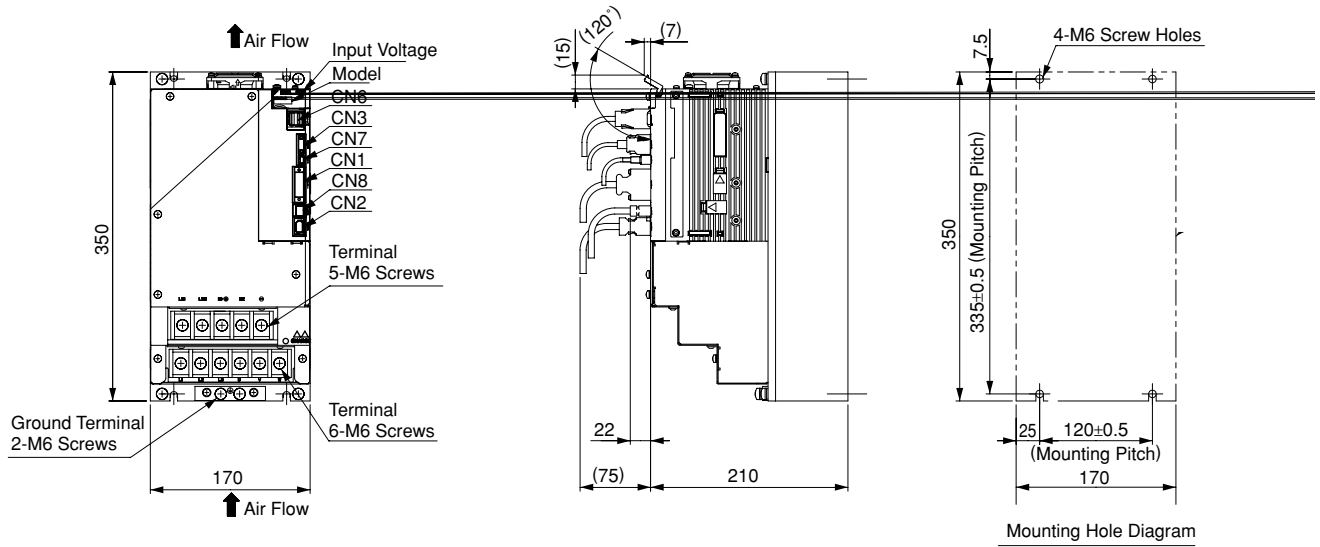 Air Flow
Input Voltage
Model
CN6
CN3
CN7
CN1
CN8
CN2
350
Terminal
5-M6 Screws
Ground Terminal
2-M6 Screws
Terminal
6-M6 Screws
170
Air Flow
(15)
(120°)
(7)
22
(75)
210
7.5
4-M6 Screw Holes
350
335±0.5 (Mounting Pitch)
25
120±0.5
(Mounting Pitch)
170
Mounting Hole Diagram